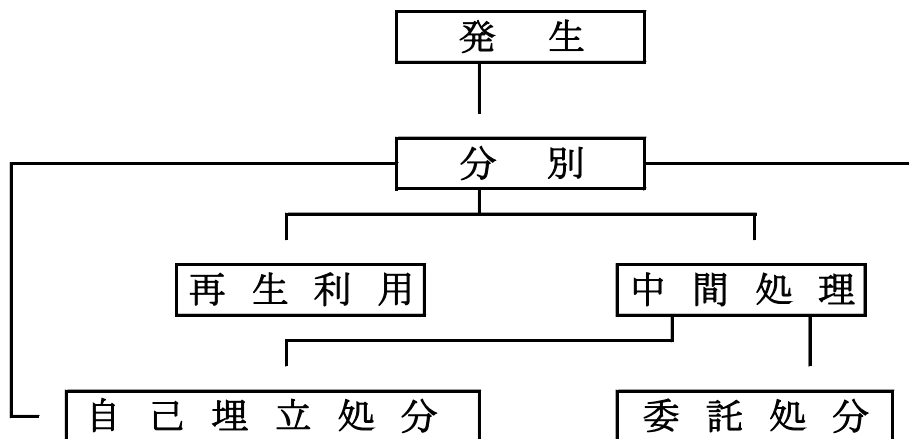 発生
分別
再生利用
中間処理
自己埋立処分
委託処分